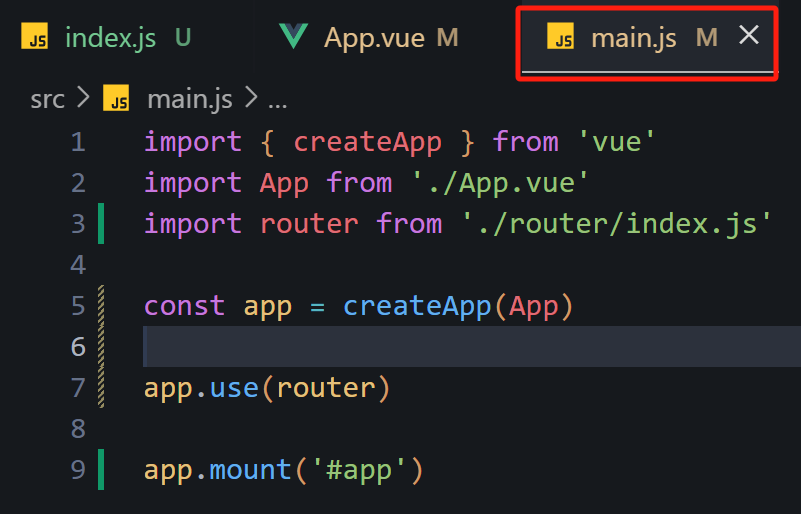 JS index.js U App.vue M JS main.js M
src > JS main.js > ...
1 import { createApp } from 'vue'
2 import App from './App.vue'
3 import router from './router/index.js'
4
5 const app = createApp(App)
6
7 app.use(router)
8
9 app.mount('#app')